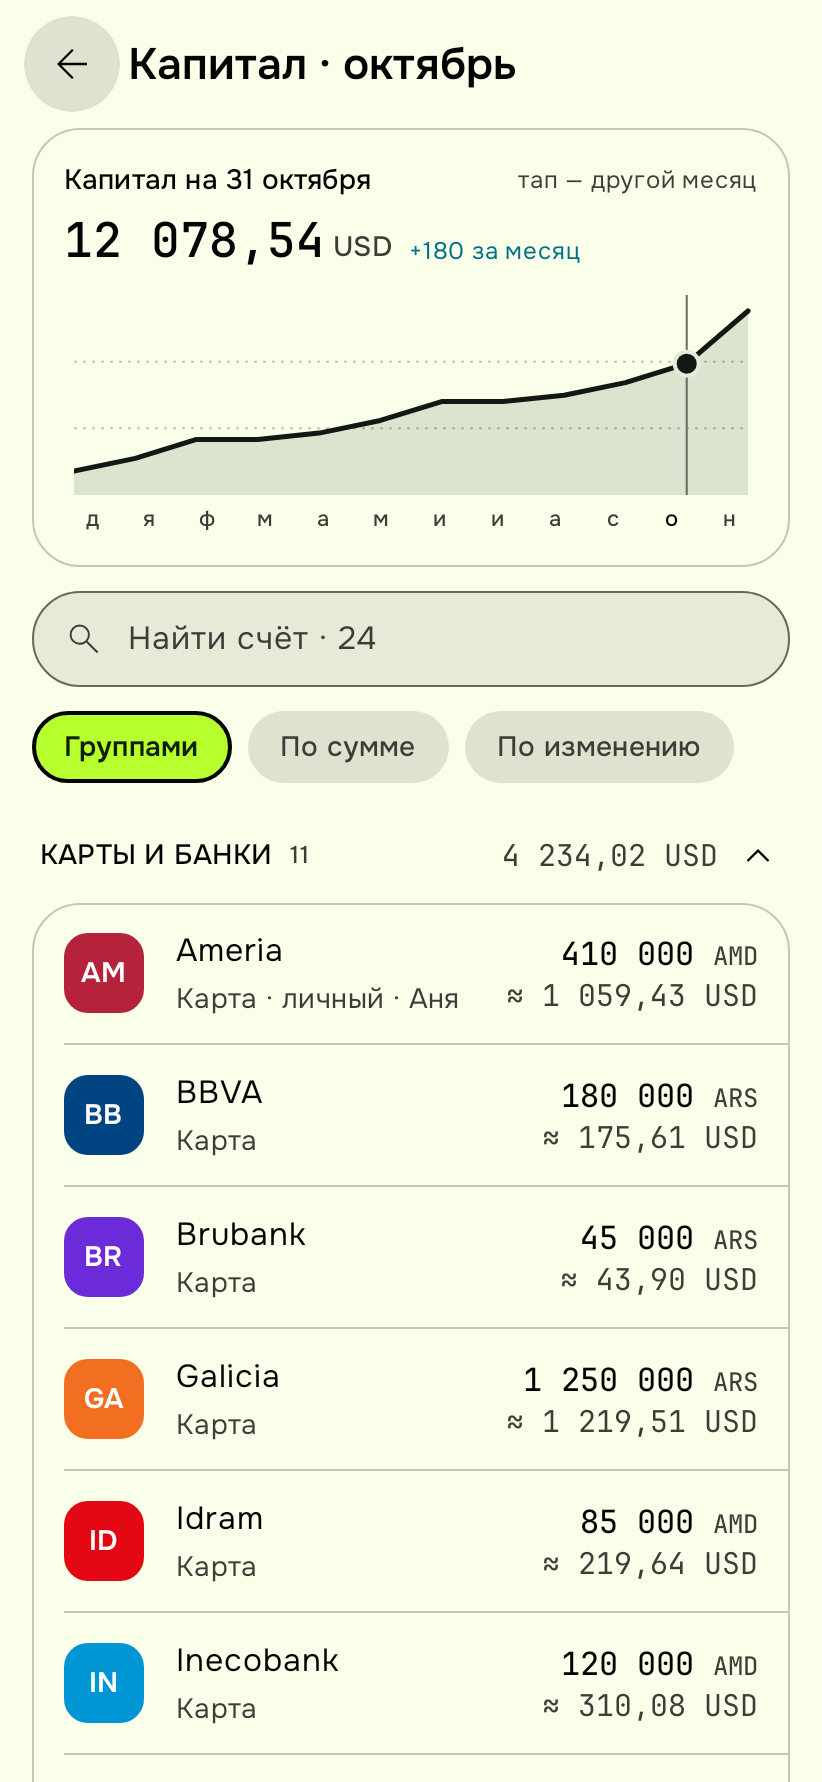 Капитал · октябрь
Капитал на 31 октября
тап — другой месяц
12 078,54 USD +180 за месяц
д я ф м а м и и а с о н
Найти счёт · 24
Группами
По сумме
По изменению
КАРТЫ И БАНКИ 11
4 234,02 USD
AM
Ameria
410 000 AMD
Карта · личный · Аня
≈ 1 059,43 USD
BB
BBVA
180 000 ARS
Карта
≈ 175,61 USD
BR
Brubank
45 000 ARS
Карта
≈ 43,90 USD
GA
Galicia
1 250 000 ARS
Карта
≈ 1 219,51 USD
ID
Idram
85 000 AMD
Карта
≈ 219,64 USD
IN
Inecobank
120 000 AMD
Карта
≈ 310,08 USD